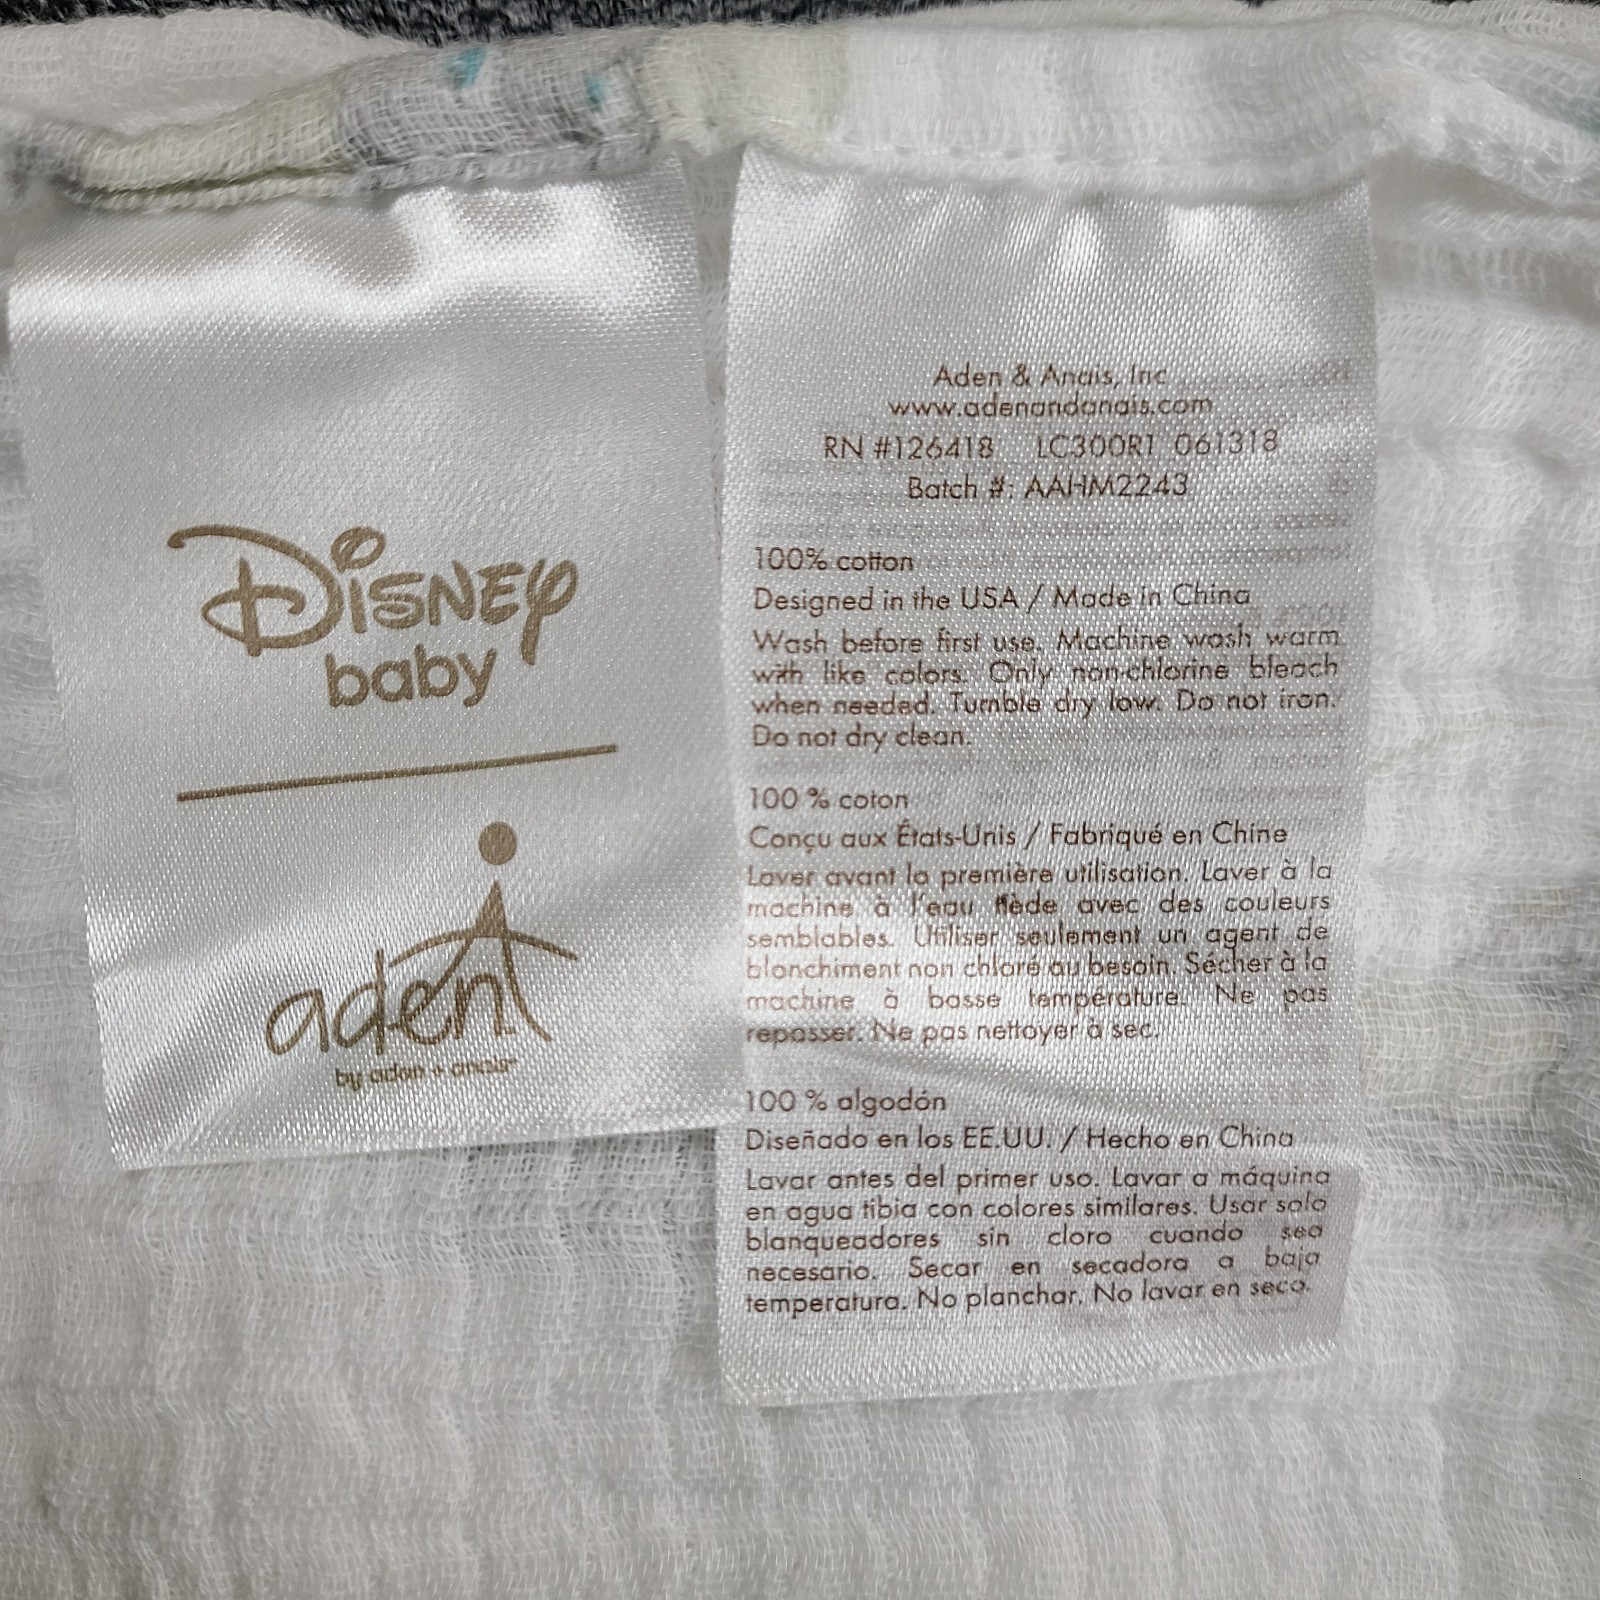 Disney
baby
aden
by aden + anais™
Aden & Anais, Inc
www.adenandanais.com
RN #126418 LC300R1 061318
Batch #: AAHM2243
100% cotton
Designed in the USA / Made in China
Wash before first use. Machine wash warm
with like colors. Only non-chlorine bleach
when needed. Tumble dry low. Do not iron.
Do not dry clean.
100 % coton
Conçu aux États-Unis / Fabriqué en Chine
Laver avant la première utilisation. Laver à la
machine à l'eau tiède avec des couleurs
semblables. Utiliser seulement un agent de
blanchiment non chloré au besoin. Sécher à la
machine à basse température. Ne pas
repasser. Ne pas nettoyer à sec.
100 % algodón
Diseñado en los EE.UU. / Hecho en China
Lavar antes del primer uso. Lavar a máquina
en agua tibia con colores similares. Usar solo
blanqueadores sin cloro cuando sea
necesario. Secar en secadora a baja
temperatura. No planchar. No lavar en seco.